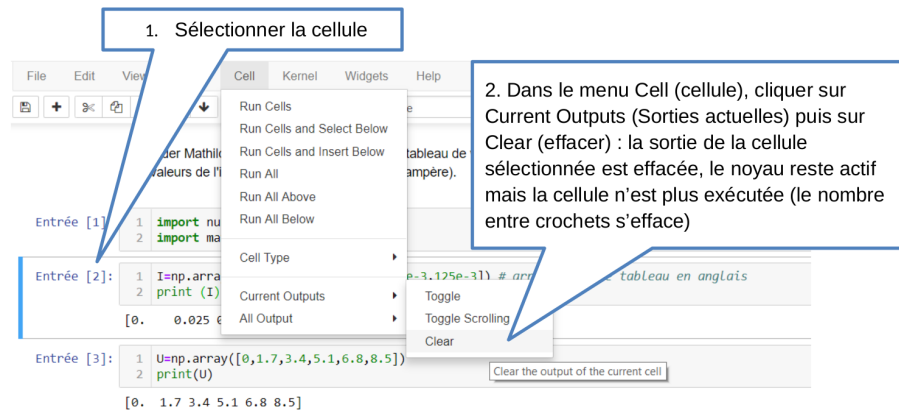 1. Sélectionner la cellule
File Edit View Cell Kernel Widgets Help
2. Dans le menu Cell (cellule), cliquer sur
Current Outputs (Sorties actuelles) puis sur
Clear (effacer) : la sortie de la cellule
sélectionnée est effacée, le noyau reste actif
mais la cellule n’est plus exécutée (le nombre
entre crochets s’efface)
Run Cells
Run Cells and Select Below
Run Cells and Insert Below
Run All
Run All Above
Run All Below
Cell Type
Current Outputs
All Output
Toggle
Toggle Scrolling
Clear
Clear the output of the current cell
tableau de
valeurs de l'i ampère).
Entrée [1]
1 import
2 import
Entrée [2]:
1 I=np.arra e-3,125e-3]) # tableau en anglais
2 print (I)
[0. 0.025
Entrée [3]:
1 U=np.array([0,1.7,3.4,5.1,6.8,8.5])
2 print(U)
[0. 1.7 3.4 5.1 6.8 8.5]